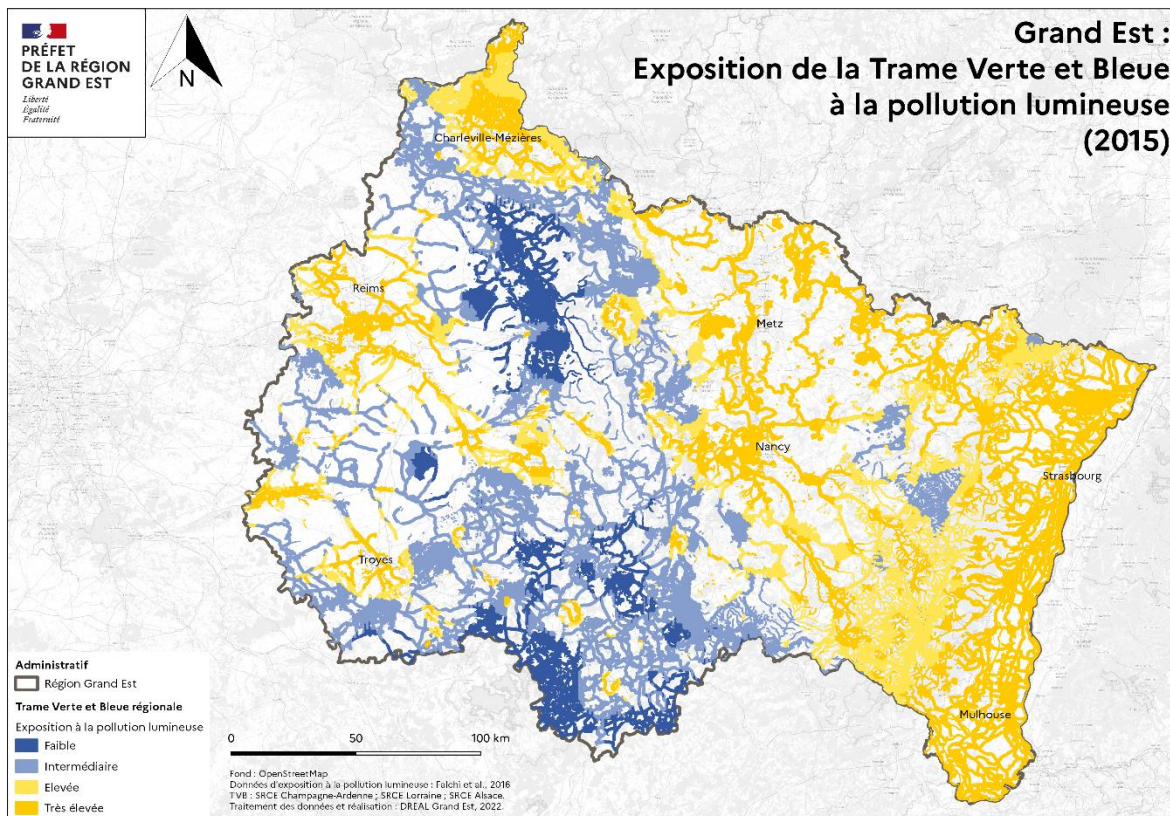 PRÉFET
DE LA RÉGION
GRAND EST
Liberté
Égalité
Fraternité
N
Grand Est :
Exposition de la Trame Verte et Bleue
à la pollution lumineuse
(2015)
Charleville-Mézières
Reims
Metz
Nancy
Strasbourg
Troyes
Mulhouse
Administratif
Région Grand Est
Trame Verte et Bleue régionale
Exposition à la pollution lumineuse
Faible
Intermédiaire
Elevée
Très élevée
0 50 100 km
Fond : OpenStreetMap
Données d'exposition à la pollution lumineuse : Falchi et al., 2016
TVB : SRCE Champagne-Ardenne ; SRCE Lorraine ; SRCE Alsace.
Traitement des données et réalisation : DREAL Grand Est, 2022.